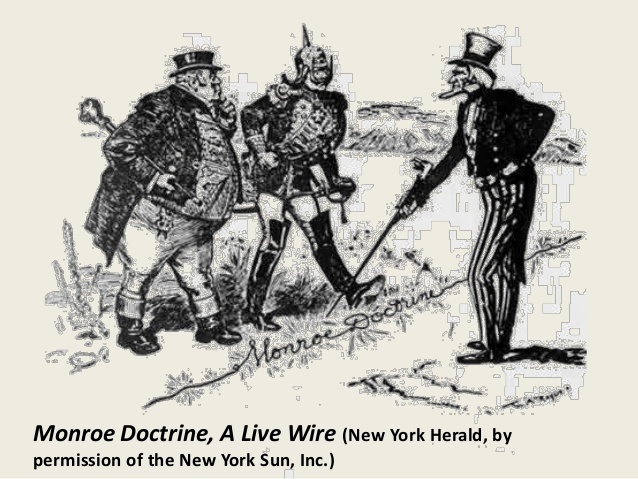 Monroe Doctrine
Monroe Doctrine, A Live Wire (New York Herald, by
permission of the New York Sun, Inc.)